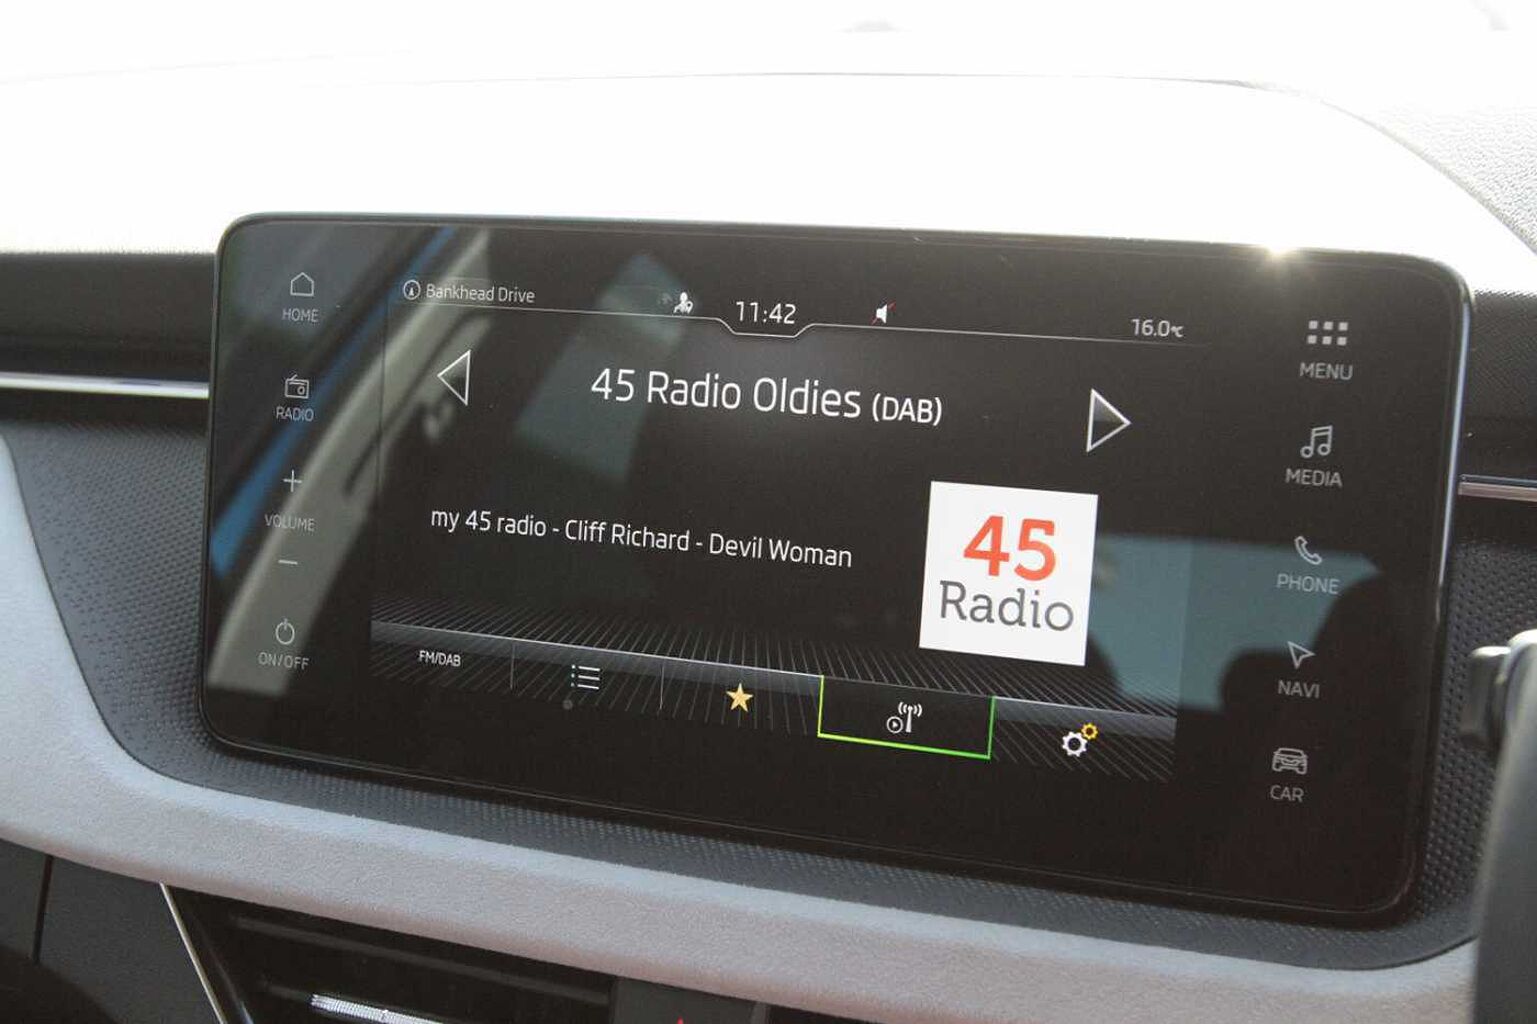 HOME
RADIO
+
VOLUME
−
ON/OFF
Bankhead Drive
11:42
16.0°C
45 Radio Oldies (DAB)
my 45 radio - Cliff Richard - Devil Woman
45
Radio
FM/DAB
MENU
MEDIA
PHONE
NAVI
CAR